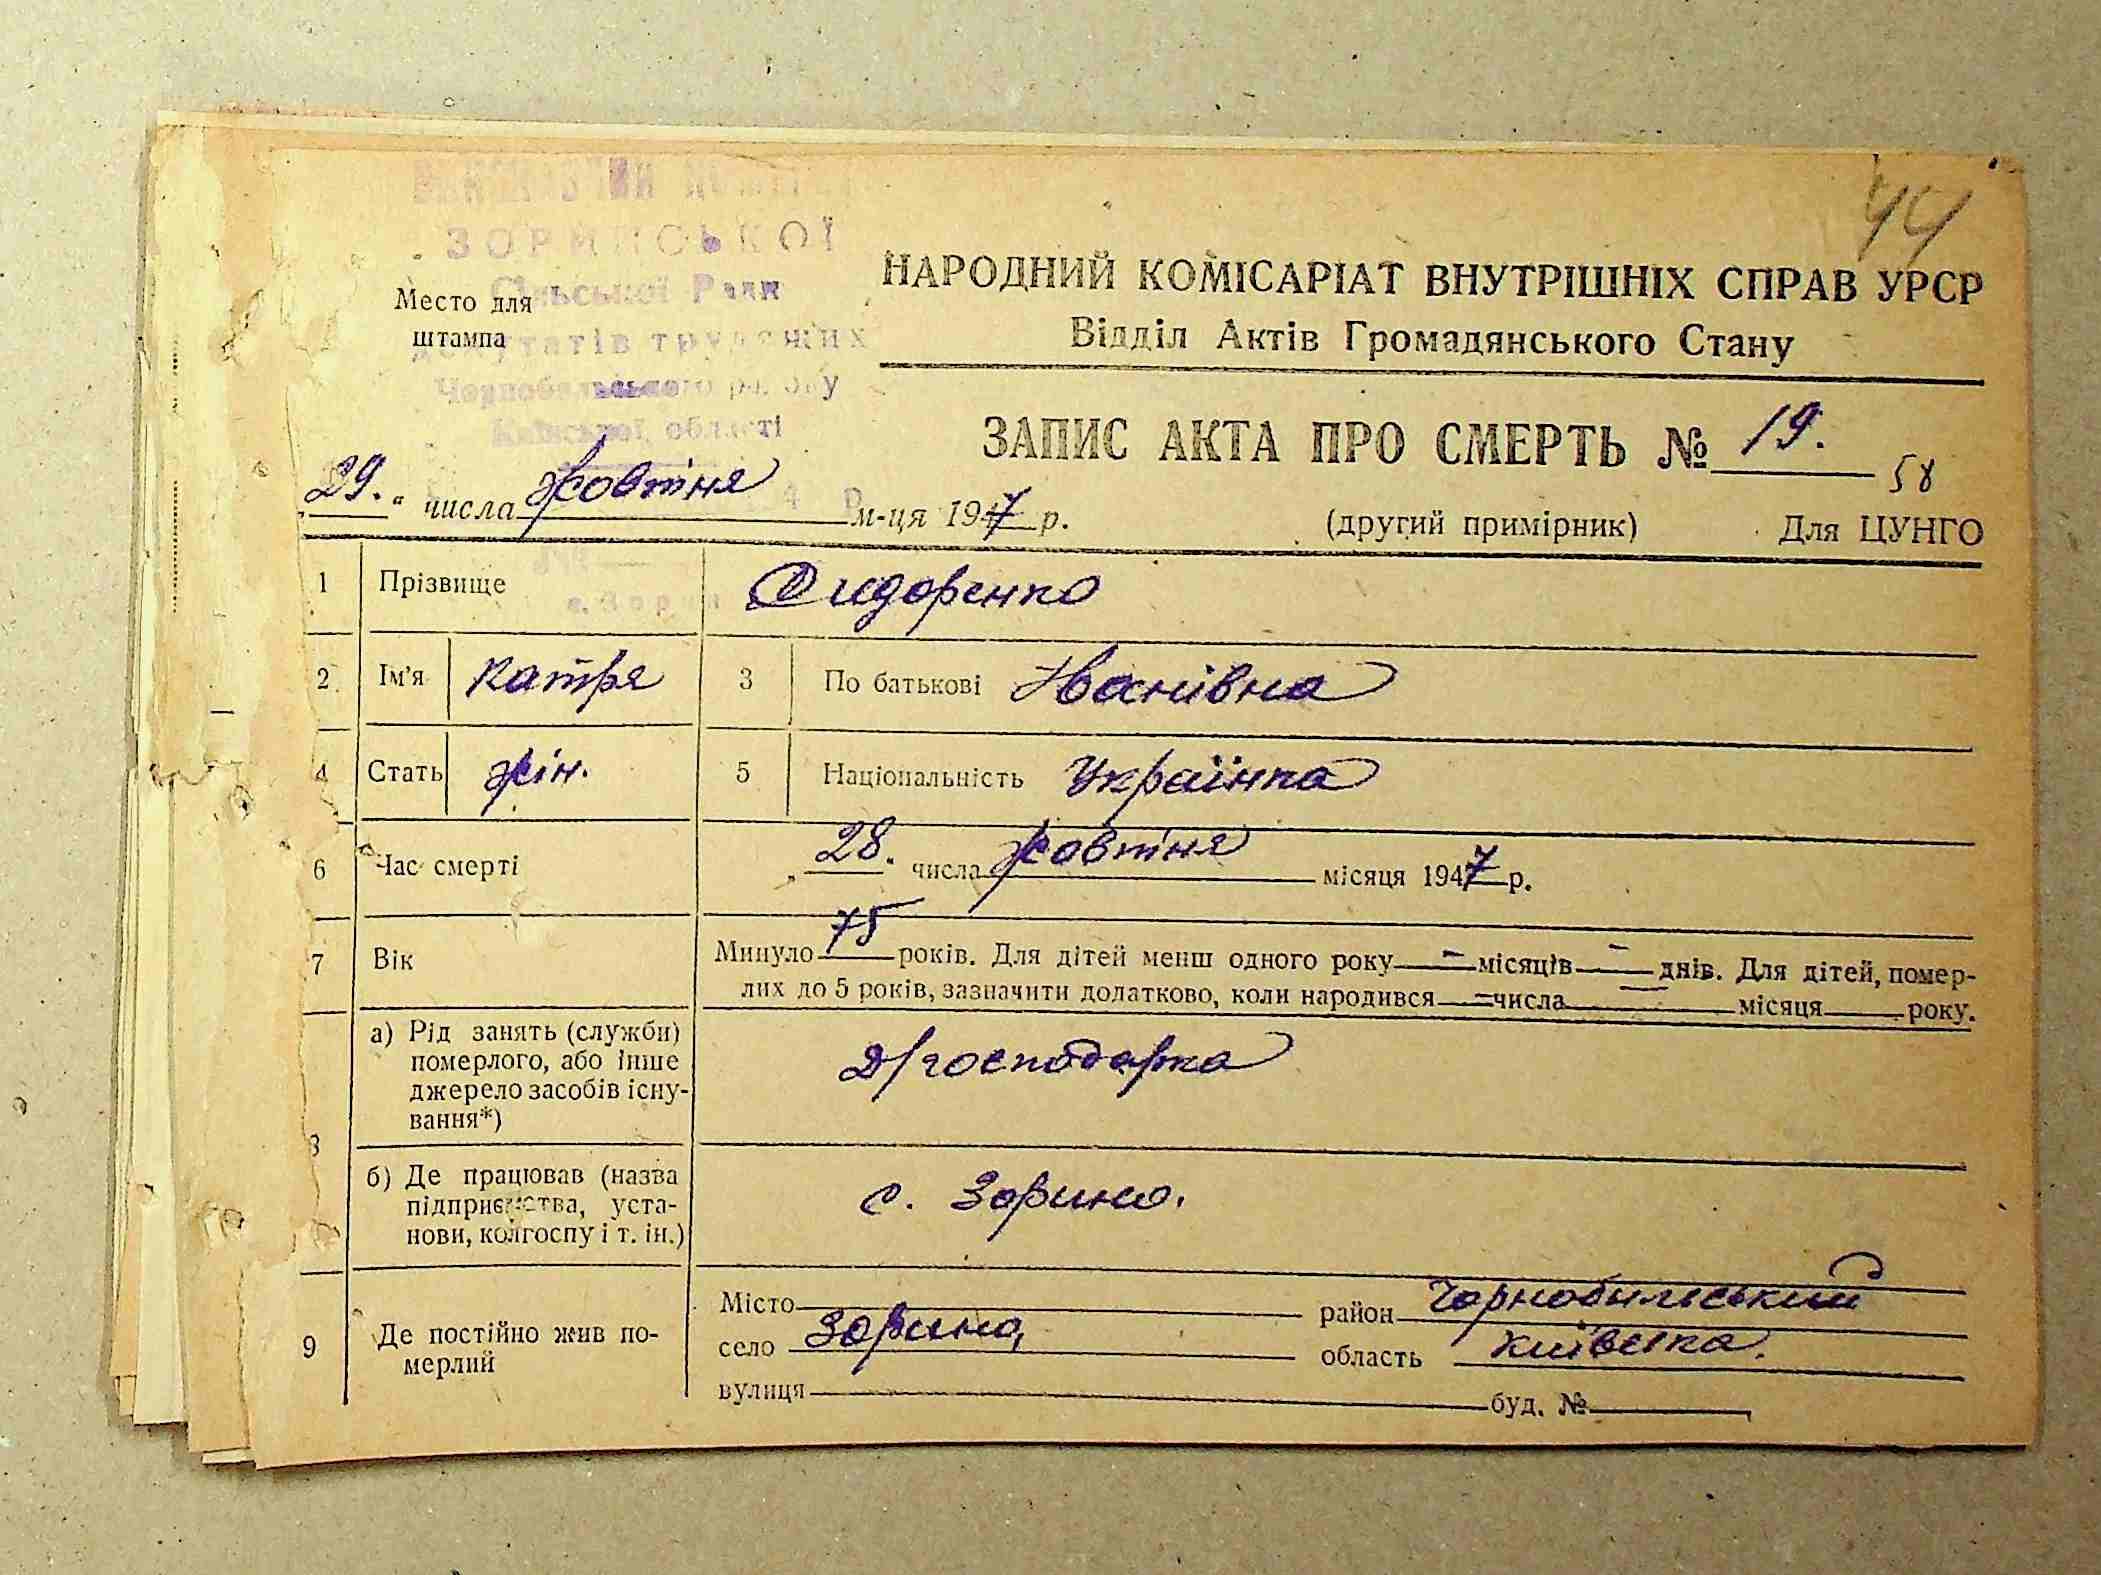 44
ВИКОНАВЧИЙ КОМІТЕТ
ЗОРИНСЬКОЇ
Сільської Ради
депутатів трудящих
Чорнобильського району
Київської області
с. Зорин
Место для
штампа
НАРОДНИЙ КОМІСАРІАТ ВНУТРІШНІХ СПРАВ УРСР
Відділ Актів Громадянського Стану
ЗАПИС АКТА ПРО СМЕРТЬ № 19.
58
„29." числа жовтня м-ця 1947 р.
(другий примірник) Для ЦУНГО
1 Прізвище Сидоренко
2 Ім'я Катря 3 По батькові Іванівна
4 Стать жін. 5 Національність Українка
6 Час смерті „28." числа жовтня місяця 1947 р.
7 Вік Минуло 75 років. Для дітей менш одного року — місяців — днів. Для дітей, помер-
лих до 5 років, зазначити додатково, коли народився — числа — місяця року.
8 а) Рід занять (служби)
померлого, або інше
джерело засобів існу-
вання*)
д/господарка
б) Де працював (назва
підприємства, уста-
нови, колгоспу і т. ін.)
с. Зорино.
9 Де постійно жив по-
мерлий
Місто район Чорнобильський
село Зорино, область Київська.
вулиця буд. №